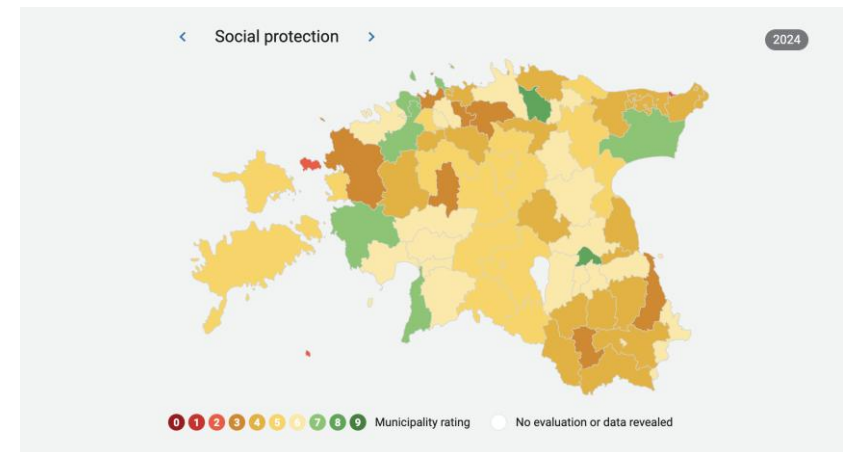 Social protection
2024
0 1 2 3 4 5 6 7 8 9 Municipality rating No evaluation or data revealed